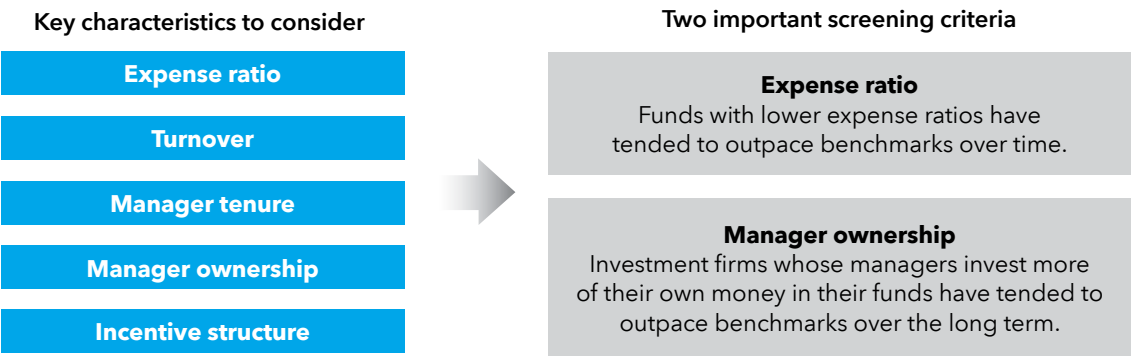 Key characteristics to consider
Expense ratio
Turnover
Manager tenure
Manager ownership
Incentive structure
Two important screening criteria
Expense ratio
Funds with lower expense ratios have
tended to outpace benchmarks over time.
Manager ownership
Investment firms whose managers invest more
of their own money in their funds have tended to
outpace benchmarks over the long term.